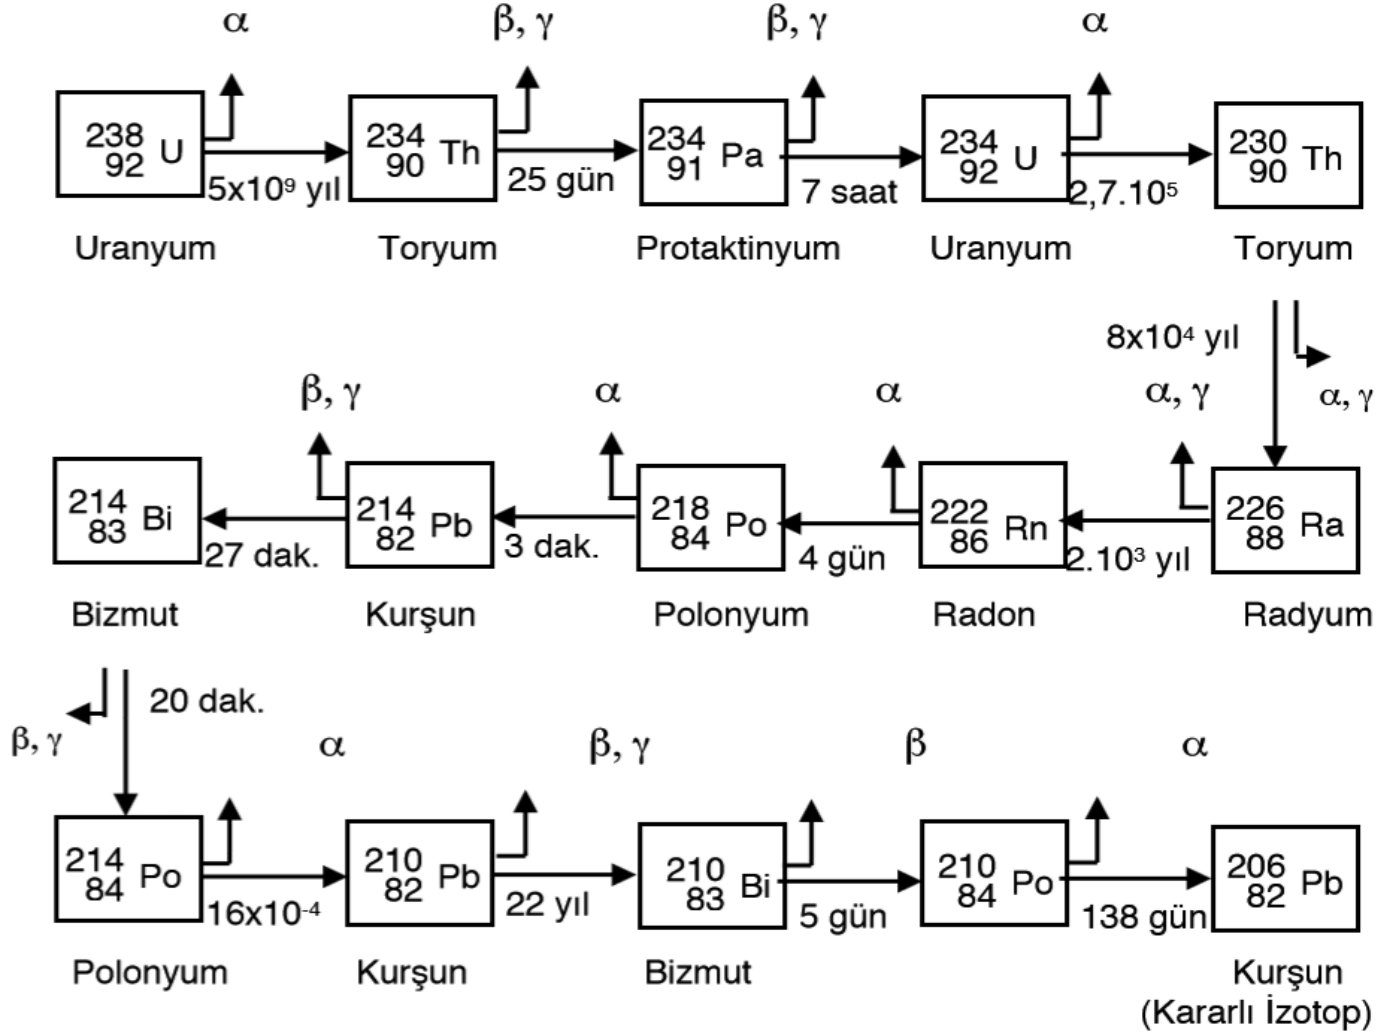 α β, γ β, γ α
238 92 U 234 90 Th 234 91 Pa 234 92 U 230 90 Th
5x10⁹ yıl 25 gün 7 saat 2,7.10⁵
Uranyum Toryum Protaktinyum Uranyum Toryum
8x10⁴ yıl
β, γ α α α, γ α, γ
214 83 Bi 214 82 Pb 218 84 Po 222 86 Rn 226 88 Ra
27 dak. 3 dak. 4 gün 2.10³ yıl
Bizmut Kurşun Polonyum Radon Radyum
20 dak.
β, γ α β, γ β α
214 84 Po 210 82 Pb 210 83 Bi 210 84 Po 206 82 Pb
16x10⁻⁴ 22 yıl 5 gün 138 gün
Polonyum Kurşun Bizmut Kurşun
(Kararlı İzotop)